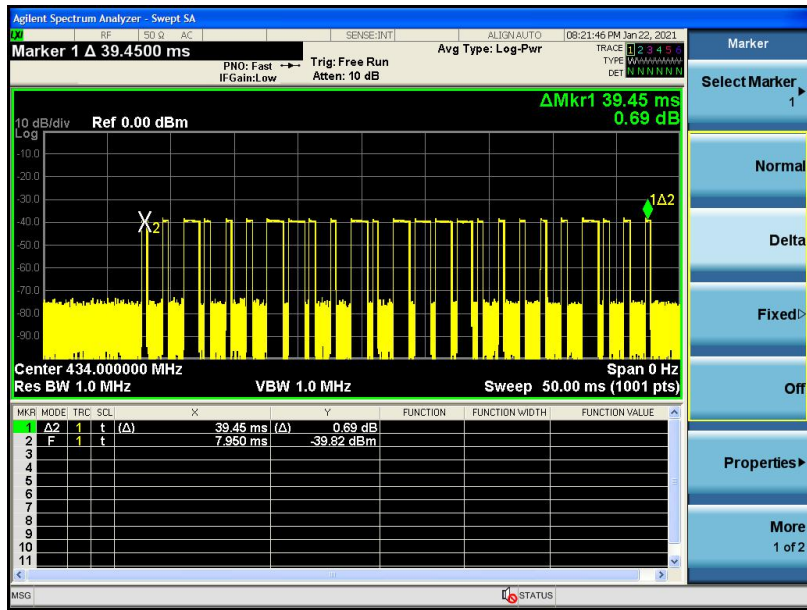 Agilent Spectrum Analyzer - Swept SA
LXI RF 50 Ω AC SENSE:INT ALIGN AUTO 08:21:46 PM Jan 22, 2021
Marker 1 Δ 39.4500 ms
Avg Type: Log-Pwr
TRACE 1 2 3 4 5 6
TYPE WWWWWW
DET N N N N N N
PNO: Fast
IFGain:Low
Trig: Free Run
Atten: 10 dB
ΔMkr1 39.45 ms
0.69 dB
10 dB/div Ref 0.00 dBm
Log
-10.0
-20.0
-30.0
-40.0
-50.0
-60.0
-70.0
-80.0
-90.0
X2
1Δ2
Center 434.000000 MHz Span 0 Hz
Res BW 1.0 MHz VBW 1.0 MHz Sweep 50.00 ms (1001 pts)
MKR MODE TRC SCL X Y FUNCTION FUNCTION WIDTH FUNCTION VALUE
1 Δ2 1 t (Δ) 39.45 ms (Δ) 0.69 dB
2 F 1 t 7.950 ms -39.82 dBm
3
4
5
6
7
8
9
10
11
MSG STATUS
Marker
Select Marker
1
Normal
Delta
Fixed
Off
Properties
More
1 of 2